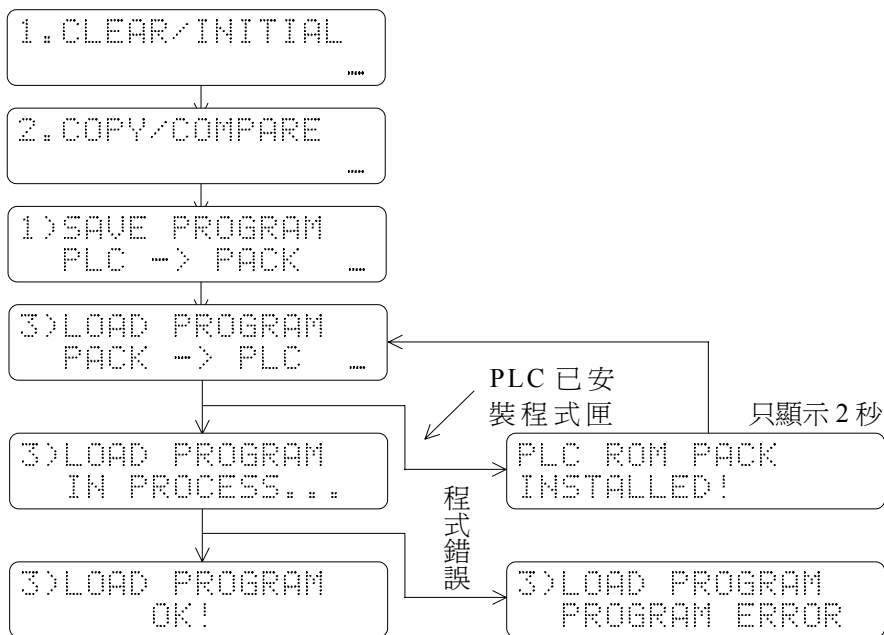 1.CLEAR/INITIAL
2.COPY/COMPARE
1)SAVE PROGRAM
PLC -> PACK
3)LOAD PROGRAM
PACK -> PLC
PLC 已安
裝程式匣
只顯示 2 秒
3)LOAD PROGRAM
IN PROCESS...
PLC ROM PACK
INSTALLED!
程式錯誤
3)LOAD PROGRAM
OK!
3)LOAD PROGRAM
PROGRAM ERROR